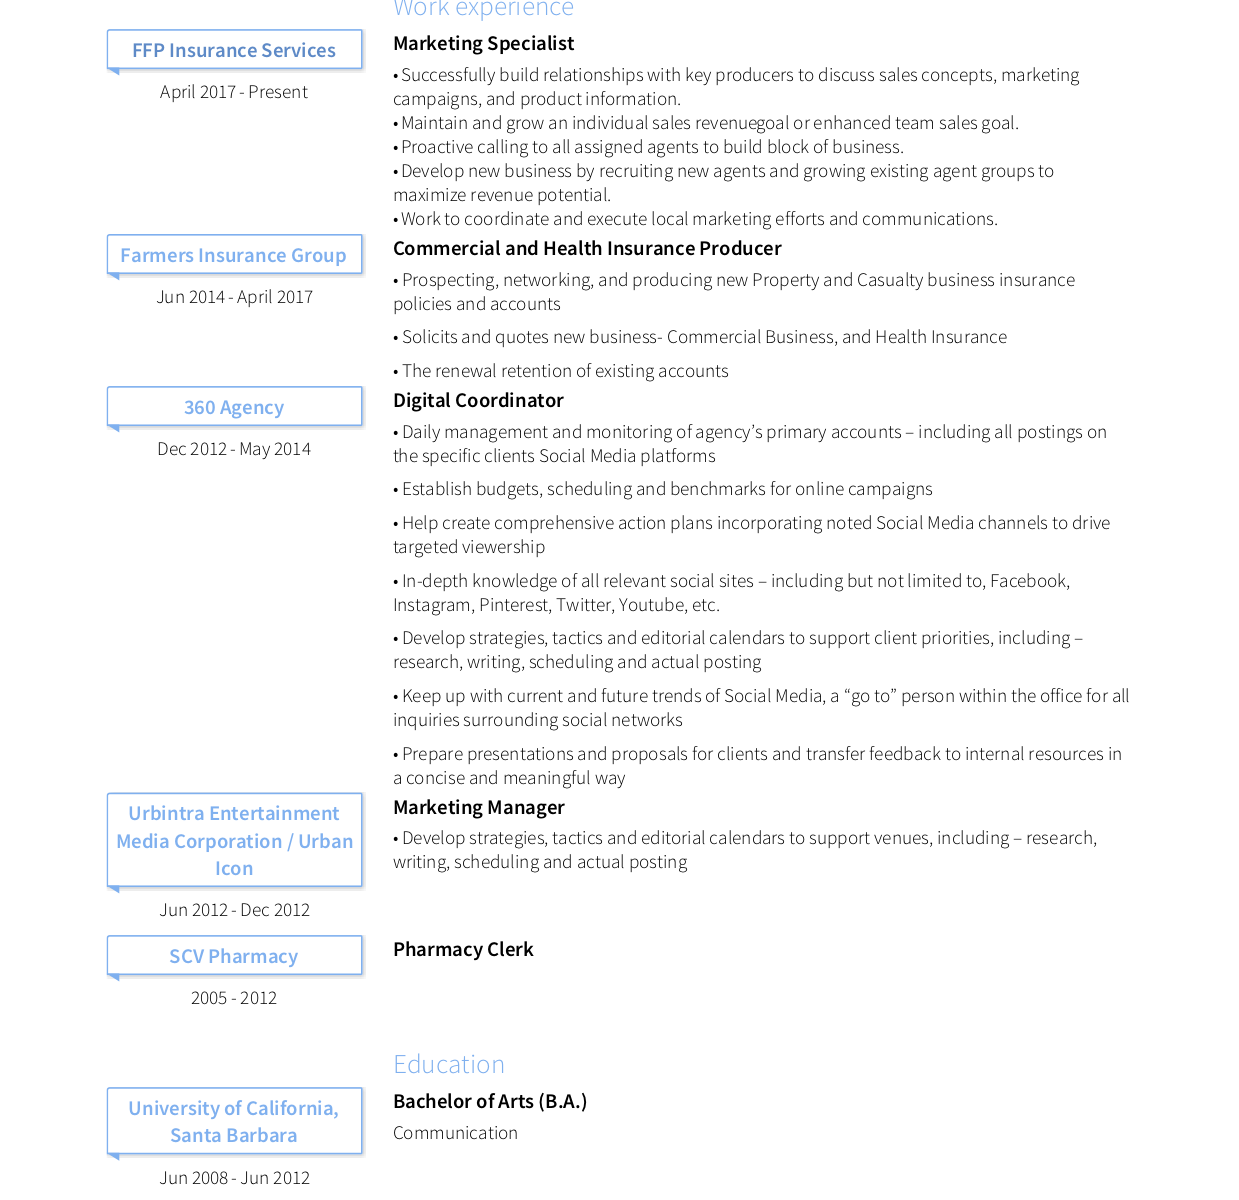 Work experience
FFP Insurance Services
April 2017 - Present
Marketing Specialist
• Successfully build relationships with key producers to discuss sales concepts, marketing
campaigns, and product information.
• Maintain and grow an individual sales revenuegoal or enhanced team sales goal.
• Proactive calling to all assigned agents to build block of business.
• Develop new business by recruiting new agents and growing existing agent groups to
maximize revenue potential.
• Work to coordinate and execute local marketing efforts and communications.
Farmers Insurance Group
Jun 2014 - April 2017
Commercial and Health Insurance Producer
• Prospecting, networking, and producing new Property and Casualty business insurance
policies and accounts
• Solicits and quotes new business- Commercial Business, and Health Insurance
• The renewal retention of existing accounts
360 Agency
Dec 2012 - May 2014
Digital Coordinator
• Daily management and monitoring of agency’s primary accounts – including all postings on
the specific clients Social Media platforms
• Establish budgets, scheduling and benchmarks for online campaigns
• Help create comprehensive action plans incorporating noted Social Media channels to drive
targeted viewership
• In-depth knowledge of all relevant social sites – including but not limited to, Facebook,
Instagram, Pinterest, Twitter, Youtube, etc.
• Develop strategies, tactics and editorial calendars to support client priorities, including –
research, writing, scheduling and actual posting
• Keep up with current and future trends of Social Media, a “go to” person within the office for all
inquiries surrounding social networks
• Prepare presentations and proposals for clients and transfer feedback to internal resources in
a concise and meaningful way
Urbintra Entertainment
Media Corporation / Urban
Icon
Jun 2012 - Dec 2012
Marketing Manager
• Develop strategies, tactics and editorial calendars to support venues, including – research,
writing, scheduling and actual posting
SCV Pharmacy
2005 - 2012
Pharmacy Clerk
Education
University of California,
Santa Barbara
Jun 2008 - Jun 2012
Bachelor of Arts (B.A.)
Communication